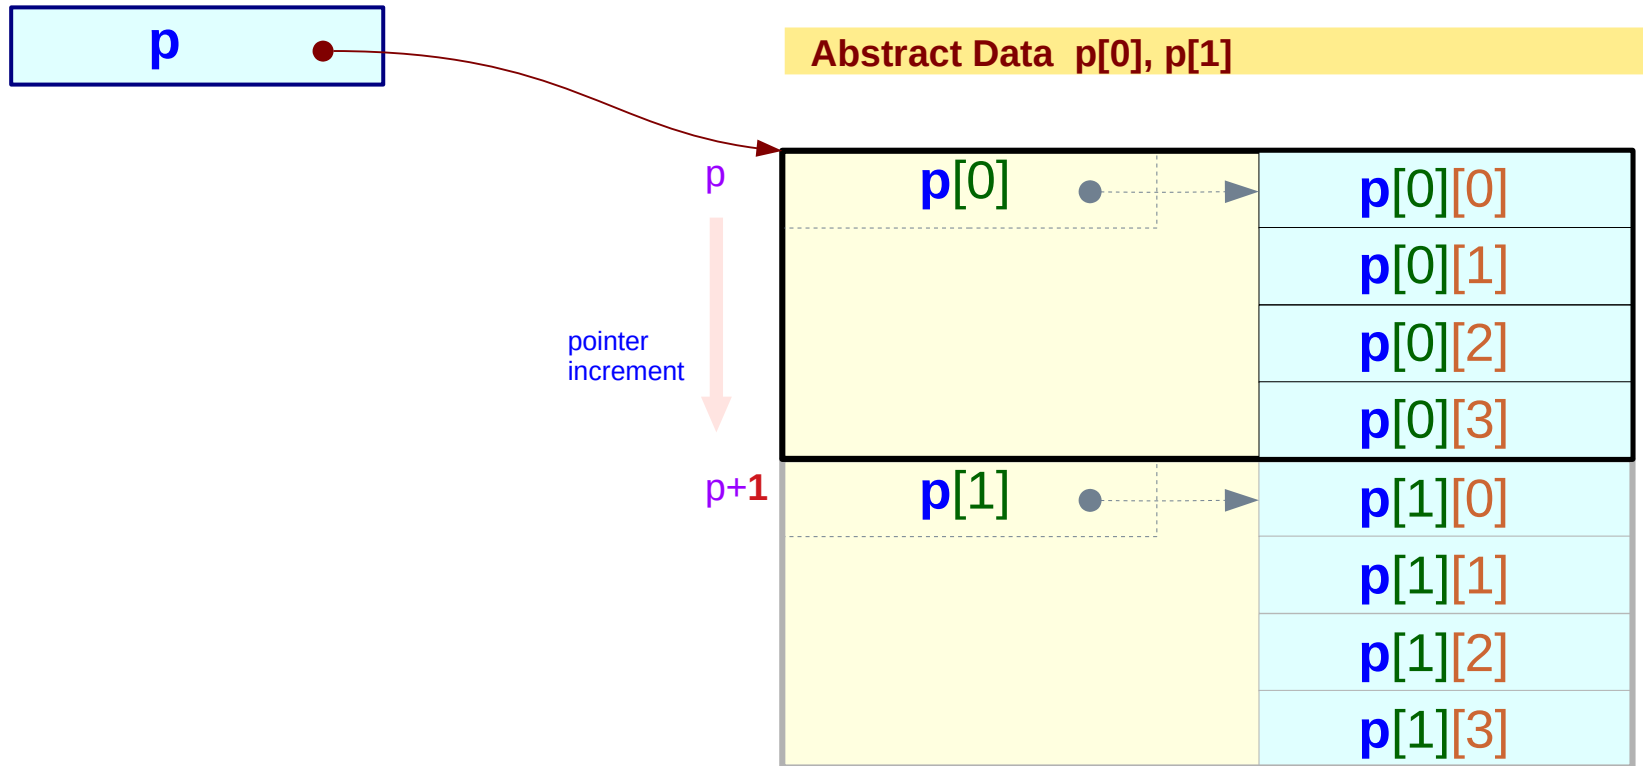 p
Abstract Data p[0], p[1]
p
p[0]
p[0][0]
p[0][1]
pointer
increment
p[0][2]
p[0][3]
p+1
p[1]
p[1][0]
p[1][1]
p[1][2]
p[1][3]